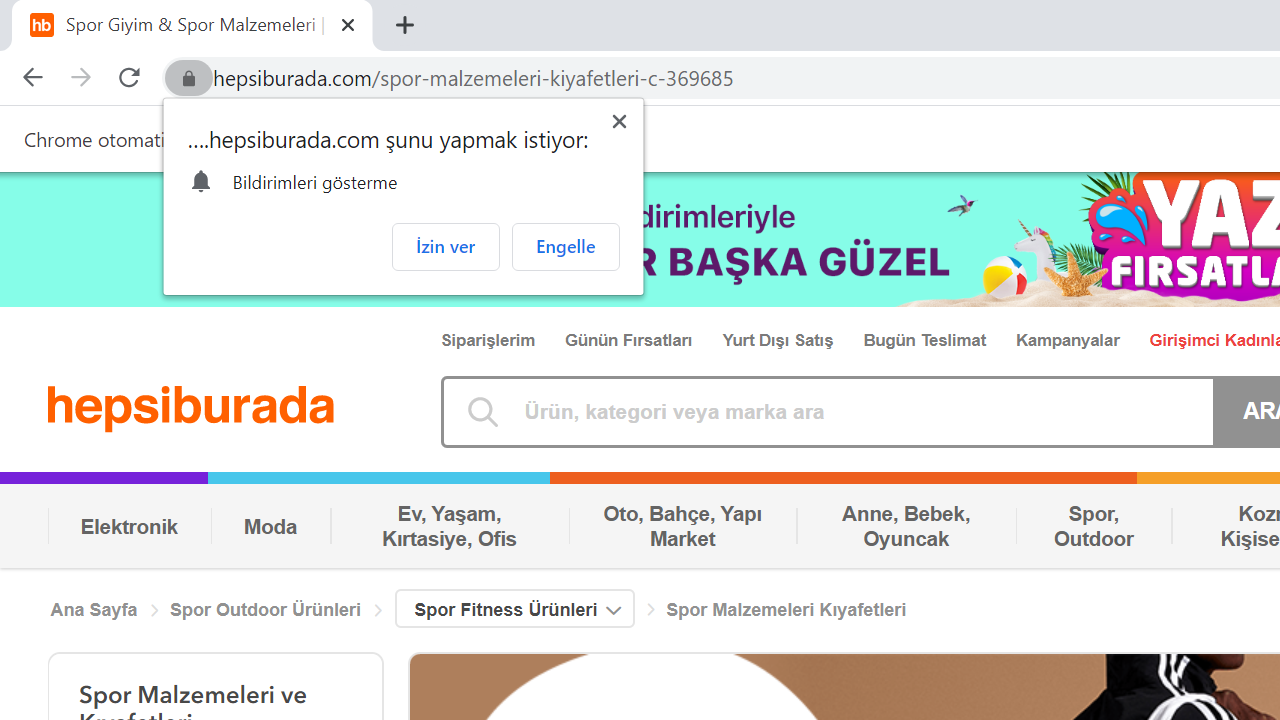 hb Spor Giyim & Spor Malzemeleri |
hepsiburada.com/spor-malzemeleri-kiyafetleri-c-369685
Chrome otomati
....hepsiburada.com şunu yapmak istiyor:
Bildirimleri gösterme
İzin ver Engelle
dirimleriyle
R BAŞKA GÜZEL
YAZ
FIRSATLA
Siparişlerim Günün Fırsatları Yurt Dışı Satış Bugün Teslimat Kampanyalar Girişimci Kadınla
hepsiburada
Ürün, kategori veya marka ara
ARA
Elektronik
Moda
Ev, Yaşam,
Kırtasiye, Ofis
Oto, Bahçe, Yapı
Market
Anne, Bebek,
Oyuncak
Spor,
Outdoor
Kozm
Kişise
Ana Sayfa Spor Outdoor Ürünleri Spor Fitness Ürünleri Spor Malzemeleri Kıyafetleri
Spor Malzemeleri ve
Kıyafetleri